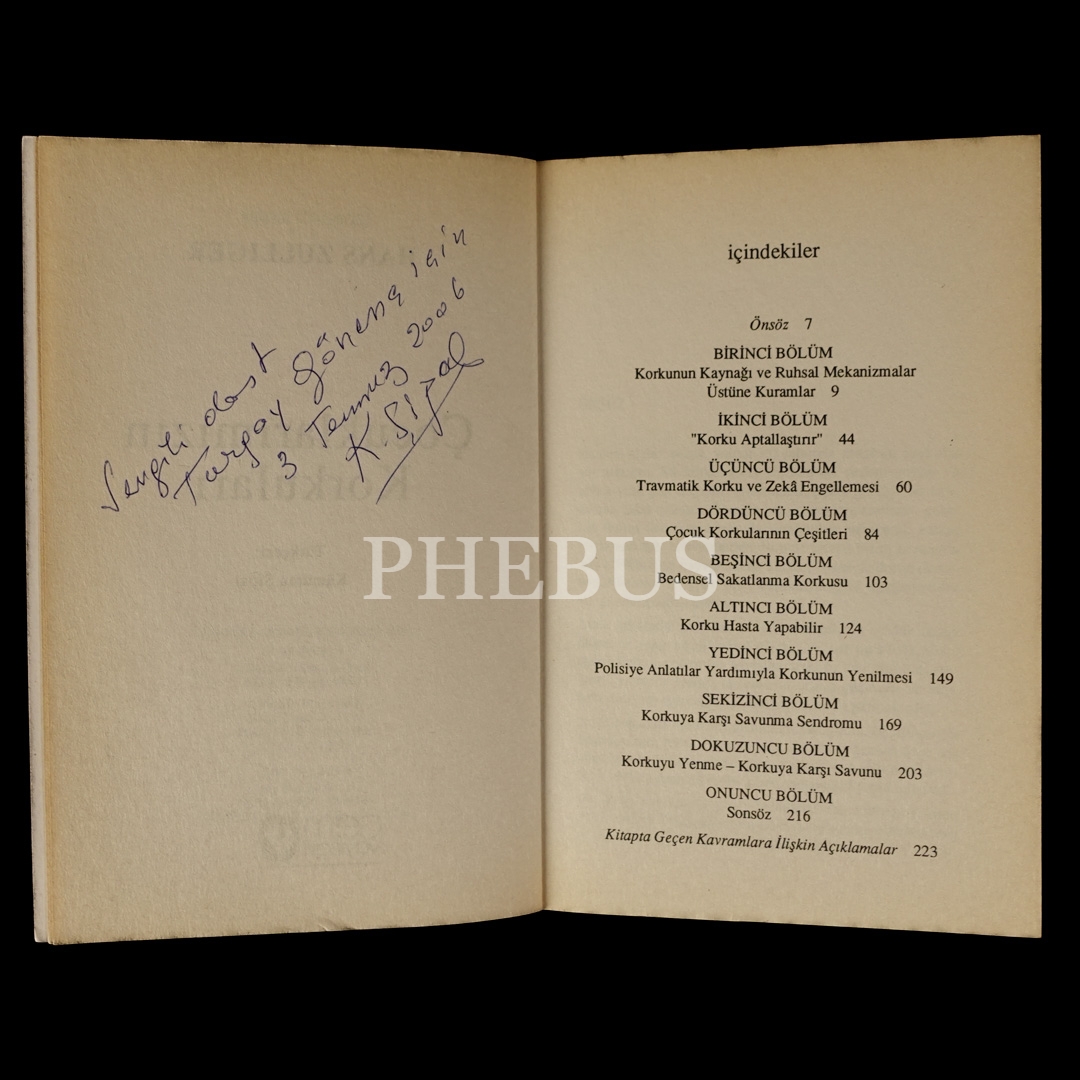 Sevgili dost
Turgay Gönenç için
3 Temmuz 2006
K. Şipal
içindekiler
Önsöz 7
BİRİNCİ BÖLÜM
Korkunun Kaynağı ve Ruhsal Mekanizmalar
Üstüne Kuramlar 9
İKİNCİ BÖLÜM
"Korku Aptallaştırır" 44
ÜÇÜNCÜ BÖLÜM
Travmatik Korku ve Zekâ Engellemesi 60
DÖRDÜNCÜ BÖLÜM
Çocuk Korkularının Çeşitleri 84
PHEBUS
BEŞİNCİ BÖLÜM
Bedensel Sakatlanma Korkusu 103
ALTINCI BÖLÜM
Korku Hasta Yapabilir 124
YEDİNCİ BÖLÜM
Polisiye Anlatılar Yardımıyla Korkunun Yenilmesi 149
SEKİZİNCİ BÖLÜM
Korkuya Karşı Savunma Sendromu 169
DOKUZUNCU BÖLÜM
Korkuyu Yenme – Korkuya Karşı Savunu 203
ONUNCU BÖLÜM
Sonsöz 216
Kitapta Geçen Kavramlara İlişkin Açıklamalar 223